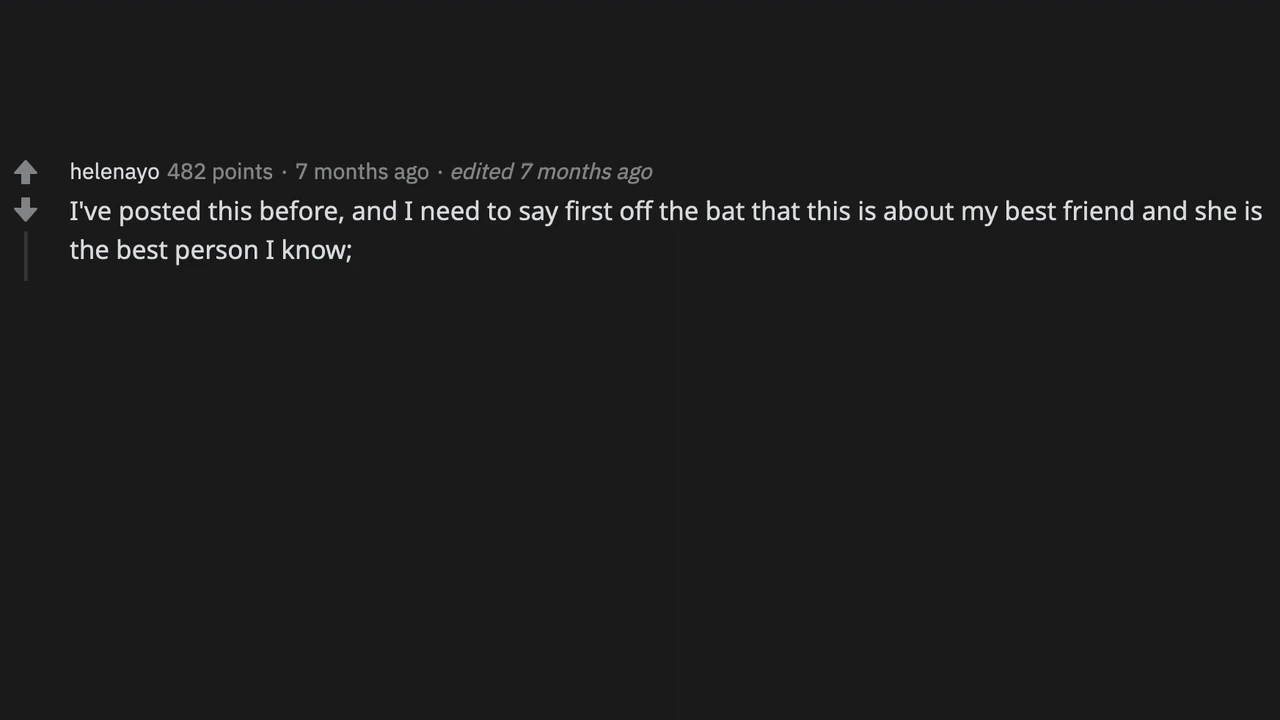 helenayo 482 points · 7 months ago · edited 7 months ago
I've posted this before, and I need to say first off the bat that this is about my best friend and she is
the best person I know;